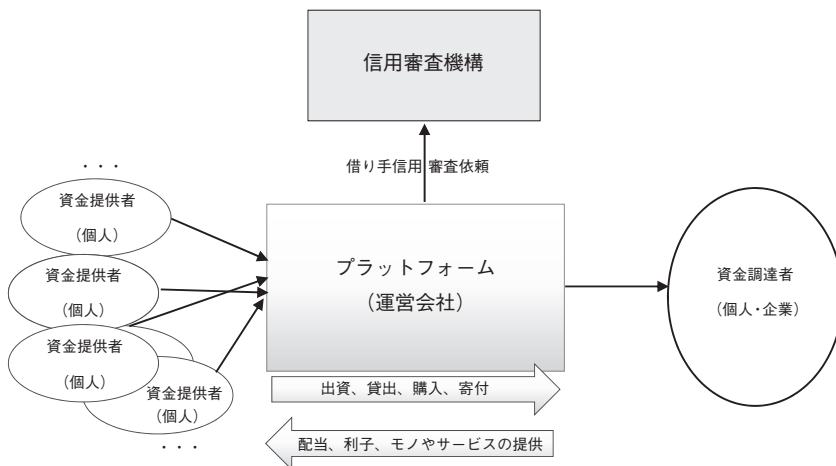 信用審査機構
借り手信用 審査依頼
・・・
資金提供者
（個人）
資金提供者
（個人）
資金提供者
（個人）
資金提供者
（個人）
・・・
プラットフォーム
（運営会社）
資金調達者
（個人・企業）
出資、貸出、購入、寄付
配当、利子、モノやサービスの提供